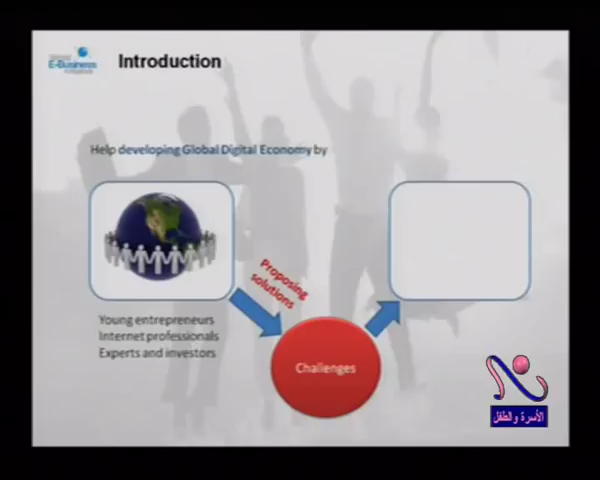 E-Business
Introduction
Help developing Global Digital Economy by
Proposing
solutions
Young entrepreneurs
Internet professionals
Experts and investors
Challenges
الأسرة والطفل